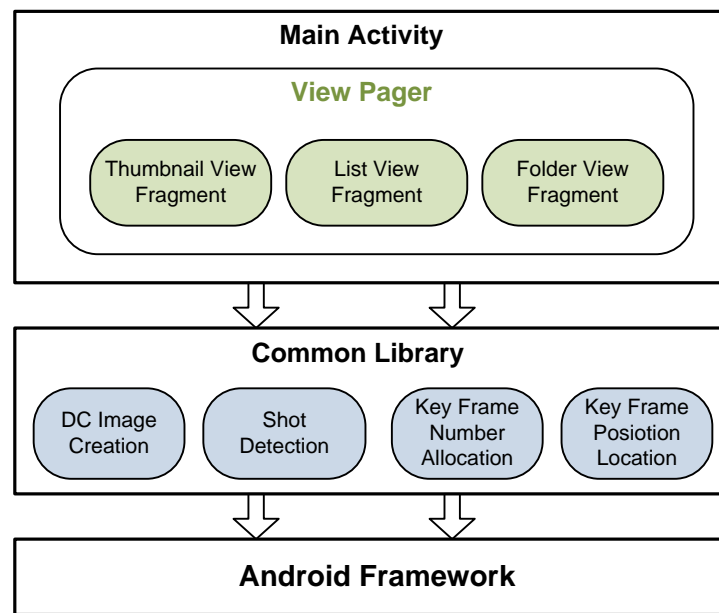 Main Activity
View Pager
Thumbnail View
Fragment
List View
Fragment
Folder View
Fragment
Common Library
DC Image
Creation
Shot
Detection
Key Frame
Number
Allocation
Key Frame
Posiotion
Location
Android Framework